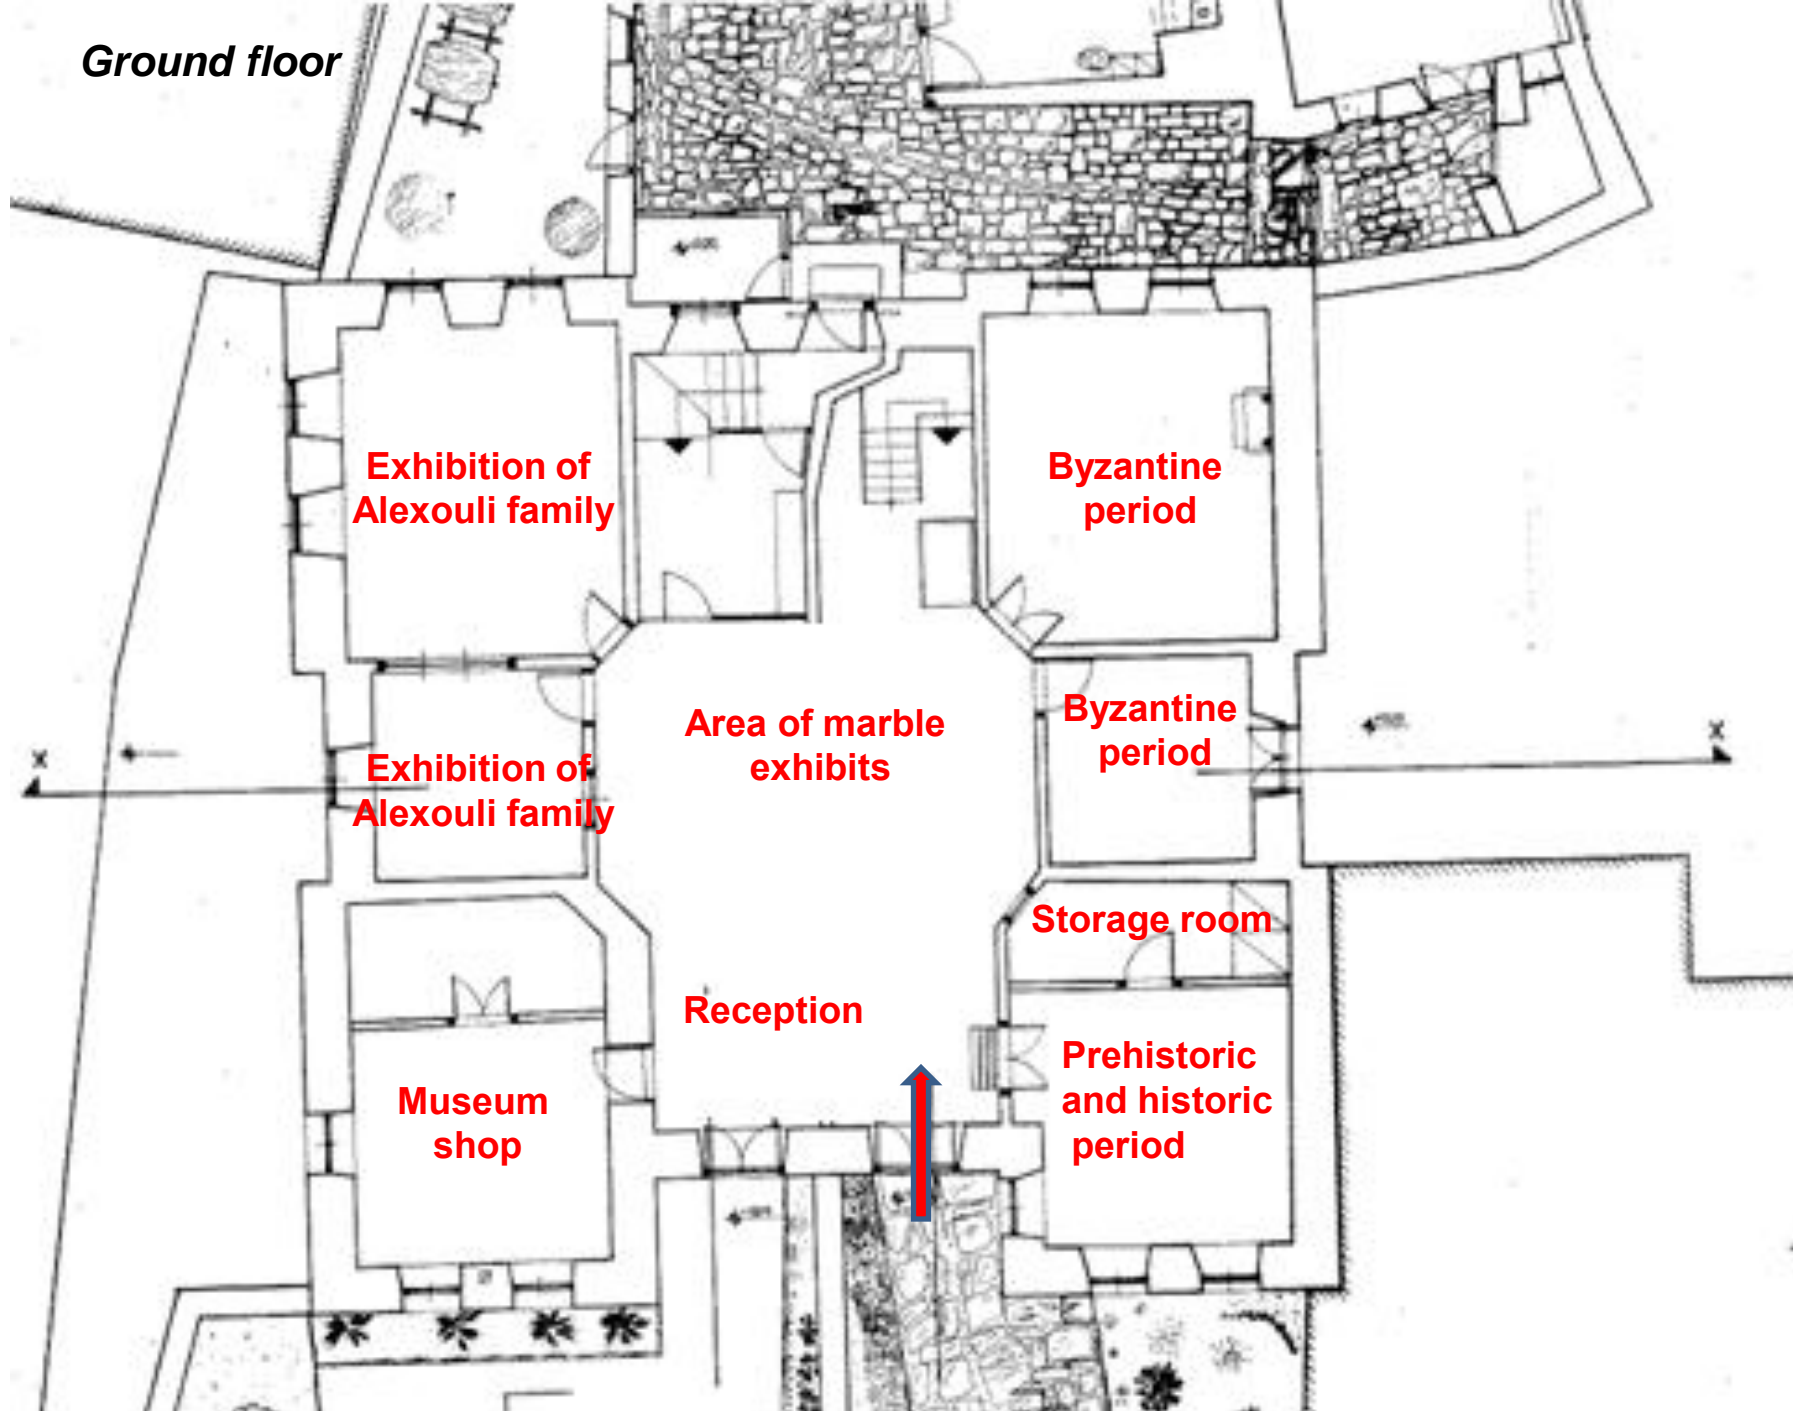 Ground floor
Exhibition of
Alexouli family
Byzantine
period
Area of marble
exhibits
Byzantine
period
X
X
Exhibition of
Alexouli family
Storage room
Reception
Prehistoric
and historic
period
Museum
shop